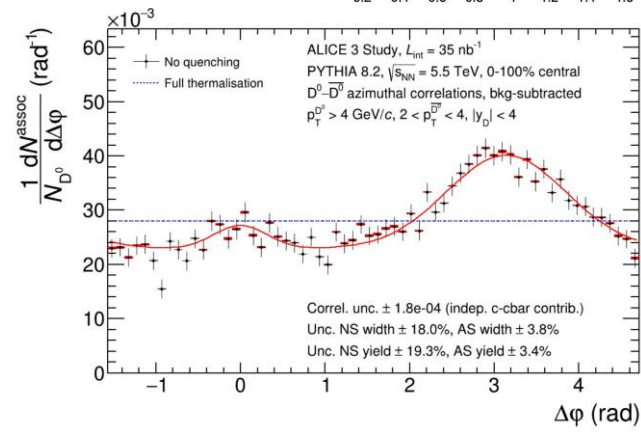 ×10⁻³
60
50
40
30
20
10
0
1/N_D⁰ dN^assoc/dΔφ (rad⁻¹)
No quenching
Full thermalisation
ALICE 3 Study, L_int = 35 nb⁻¹
PYTHIA 8.2, √s_NN = 5.5 TeV, 0-100% central
D⁰–D̅⁰ azimuthal correlations, bkg-subtracted
p_T^D⁰ > 4 GeV/c, 2 < p_T^D̅⁰ < 4, |y_D| < 4
Correl. unc. ± 1.8e-04 (indep. c-cbar contrib.)
Unc. NS width ± 18.0%, AS width ± 3.8%
Unc. NS yield ± 19.3%, AS yield ± 3.4%
−1 0 1 2 3 4
Δφ (rad)